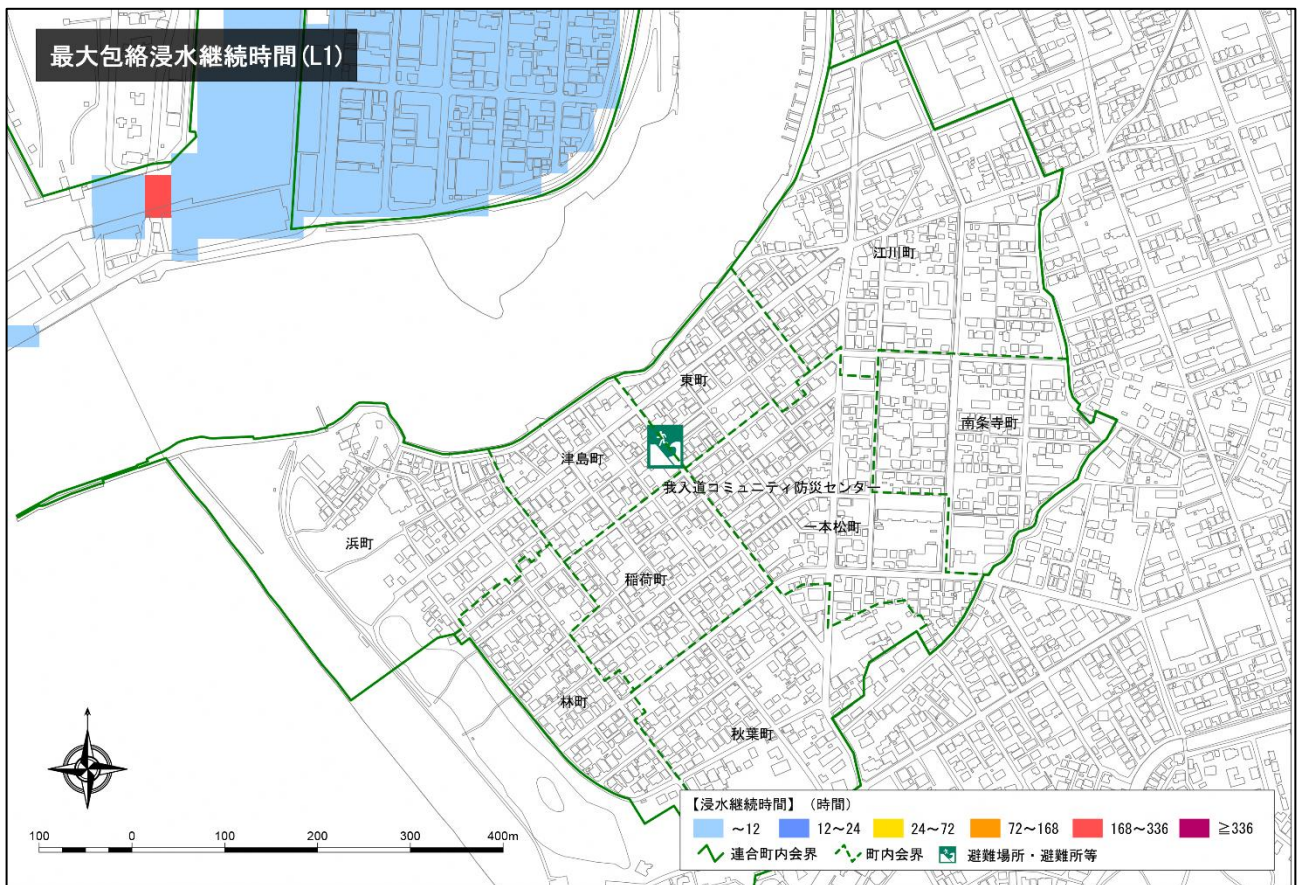 最大包絡浸水継続時間(L1)
江川町
東町
南条寺町
津島町
我入道コミュニティ防災センター
一本松町
浜町
稲荷町
林町
秋葉町
【浸水継続時間】（時間）
～12 12～24 24～72 72～168 168～336 ≧336
連合町内会界 町内会界 避難場所・避難所等
100 0 100 200 300 400m